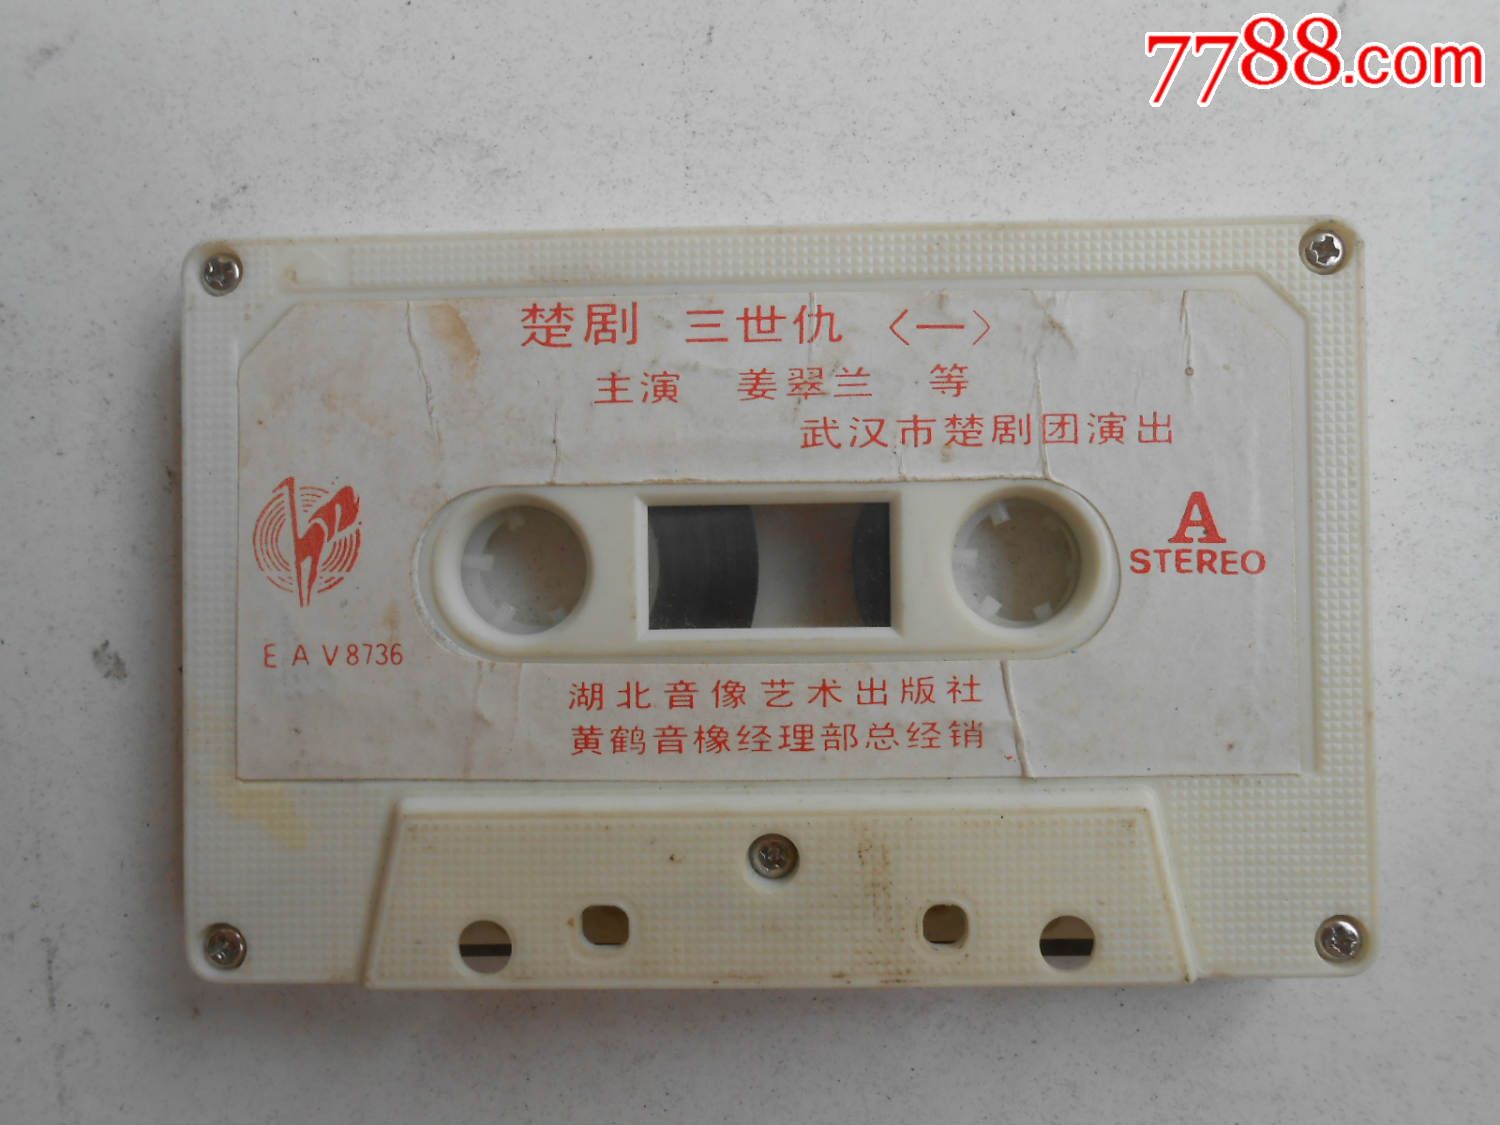 7788.com
楚剧 三世仇 〈一〉
主演 姜翠兰 等
武汉市楚剧团演出
A
STEREO
EAV8736
湖北音像艺术出版社
黄鹤音橡经理部总经销